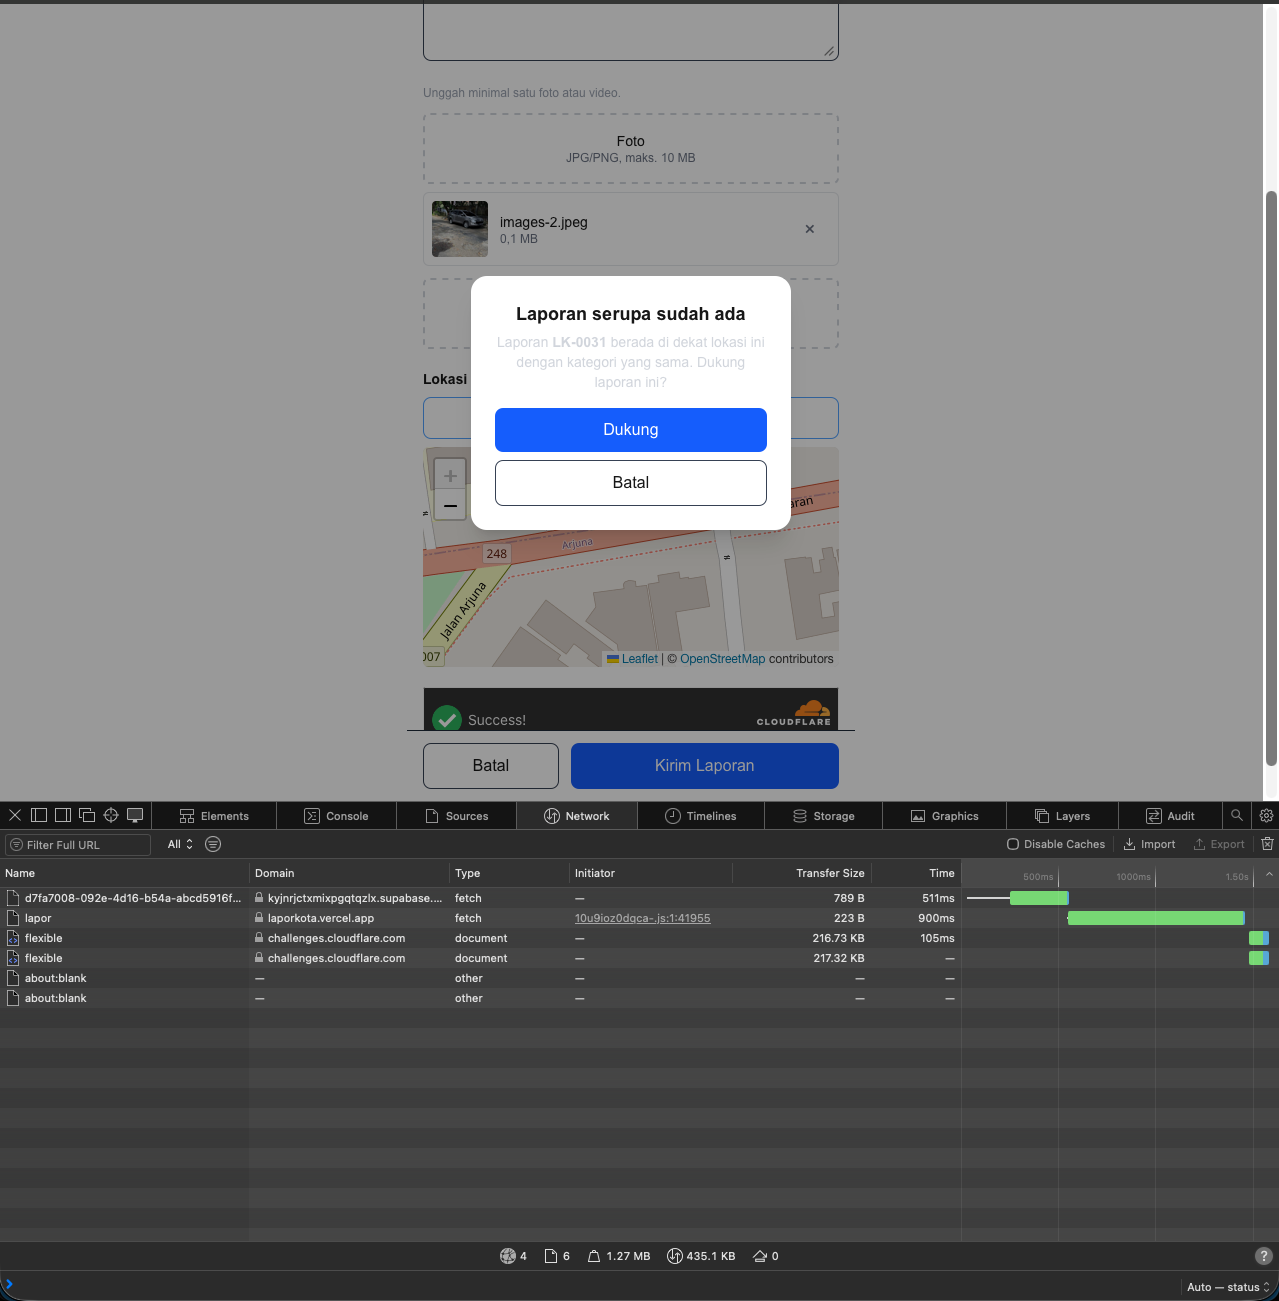 Unggah minimal satu foto atau video.
Foto
JPG/PNG, maks. 10 MB
images-2.jpeg
0,1 MB
×
Laporan serupa sudah ada
Laporan LK-0031 berada di dekat lokasi ini
dengan kategori yang sama. Dukung
laporan ini?
Dukung
Batal
Lokasi
+
−
aran
Arjuna
248
Jalan Arjuna
007
Leaflet | © OpenStreetMap contributors
Success!
CLOUDFLARE
Batal
Kirim Laporan
Elements
Console
Sources
Network
Timelines
Storage
Graphics
Layers
Audit
Filter Full URL
All
Disable Caches
Import
Export
Name Domain Type Initiator Transfer Size Time 500ms 1000ms 1.50s
d7fa7008-092e-4d16-b54a-abcd5916f... kyjnrjctxmixpgqtqzlx.supabase.... fetch — 789 B 511ms
lapor laporkota.vercel.app fetch 10u9ioz0dqca-.js:1:41955 223 B 900ms
flexible challenges.cloudflare.com document — 216.73 KB 105ms
flexible challenges.cloudflare.com document — 217.32 KB —
about:blank — other — — —
about:blank — other — — —
4 6 1.27 MB 435.1 KB 0
?
Auto — status